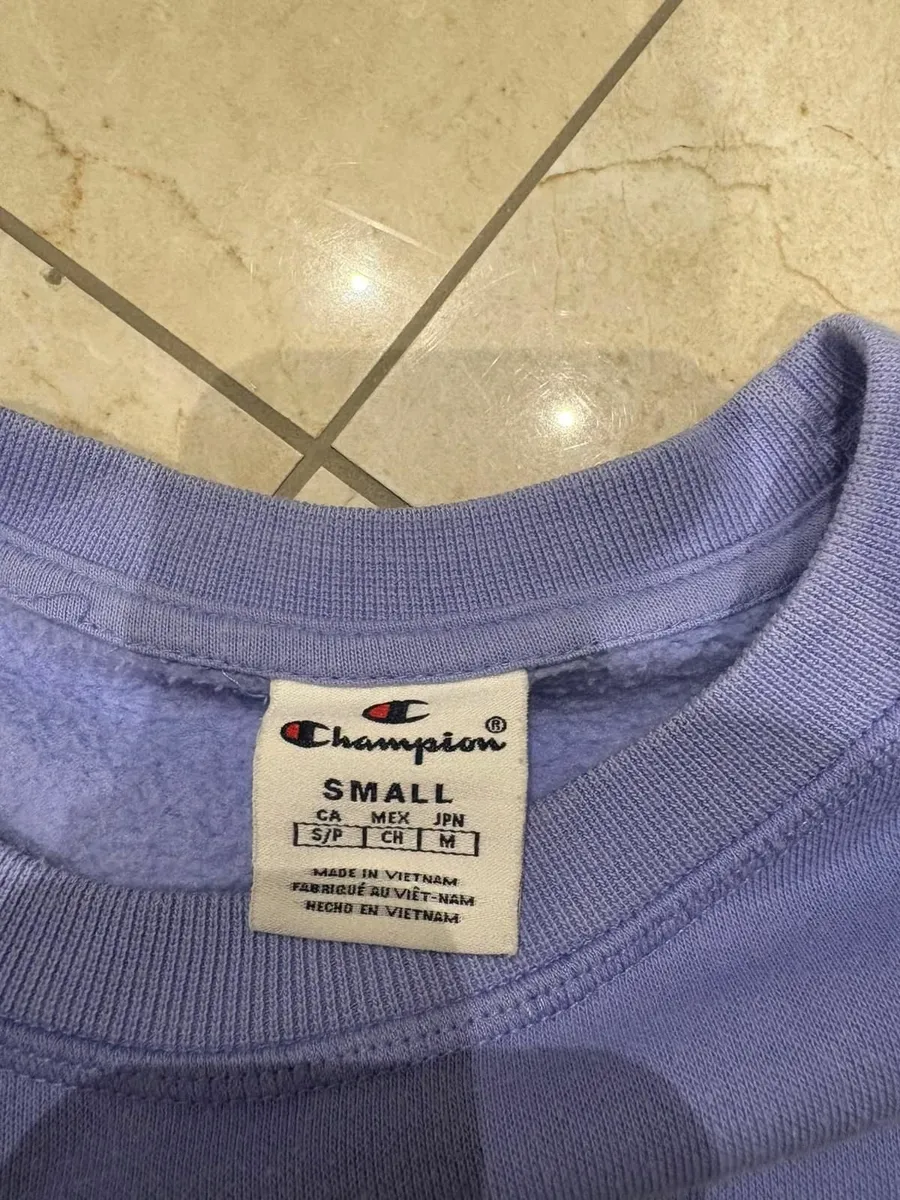 Champion®
SMALL
CA MEX JPN
S/P CH M
MADE IN VIETNAM
FABRIQUÉ AU VIÊT-NAM
HECHO EN VIETNAM